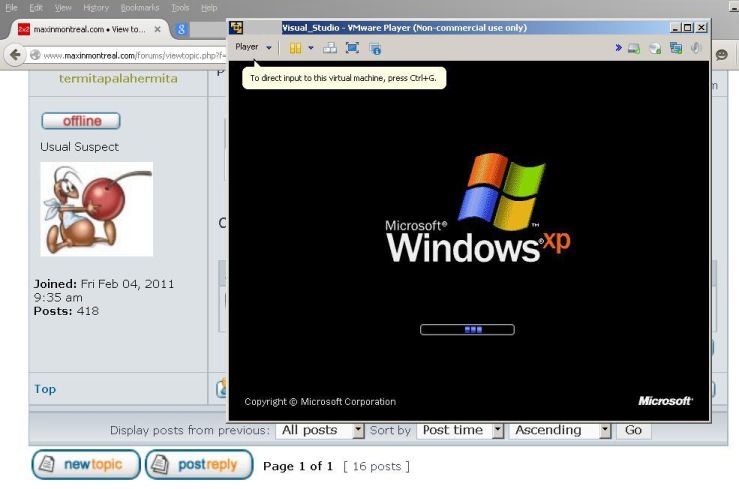 File Edit View History Bookmarks Tools Help
maxinmontreal.com • View to...
www.maxinmontreal.com/forums/viewtopic.php?f=
Visual_Studio - VMware Player (Non-commercial use only)
Player
To direct input to this virtual machine, press Ctrl+G.
termitapalahermita
offline
Usual Suspect
Joined: Fri Feb 04, 2011
9:35 am
Posts: 418
Microsoft®
Windows® xp
™
Copyright © Microsoft Corporation
Microsoft®
Top
Display posts from previous: All posts Sort by Post time Ascending Go
newtopic postreply Page 1 of 1 [ 16 posts ]